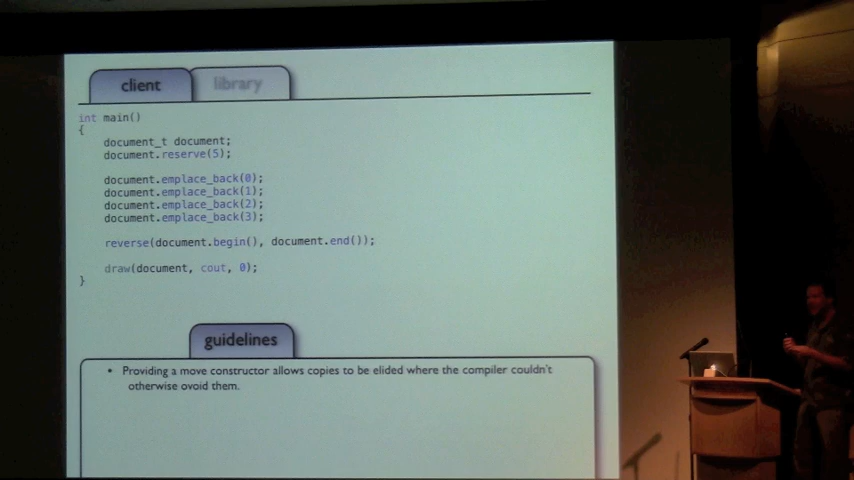 client
library
int main()
{
document_t document;
document.reserve(5);
document.emplace_back(0);
document.emplace_back(1);
document.emplace_back(2);
document.emplace_back(3);
reverse(document.begin(), document.end());
draw(document, cout, 0);
}
guidelines
• Providing a move constructor allows copies to be elided where the compiler couldn't
otherwise ovoid them.